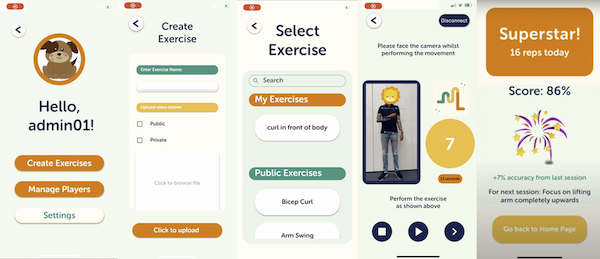 Hello,
admin01!
Create Exercises
Manage Players
Settings
Create
Exercise
Enter Exercise Name:
Upload video below:
Public
Private
Click to browse file
Click to upload
Select
Exercise
Search
My Exercises
curl in front of body
Public Exercises
Bicep Curl
Arm Swing
Disconnect
Please face the camera whilst
performing the movement
7
23 seconds
Perform the exercise
as shown above
Superstar!
16 reps today
Score: 86%
+7% accuracy from last session
For next session: Focus on lifting
arm completely upwards
Go back to Home Page